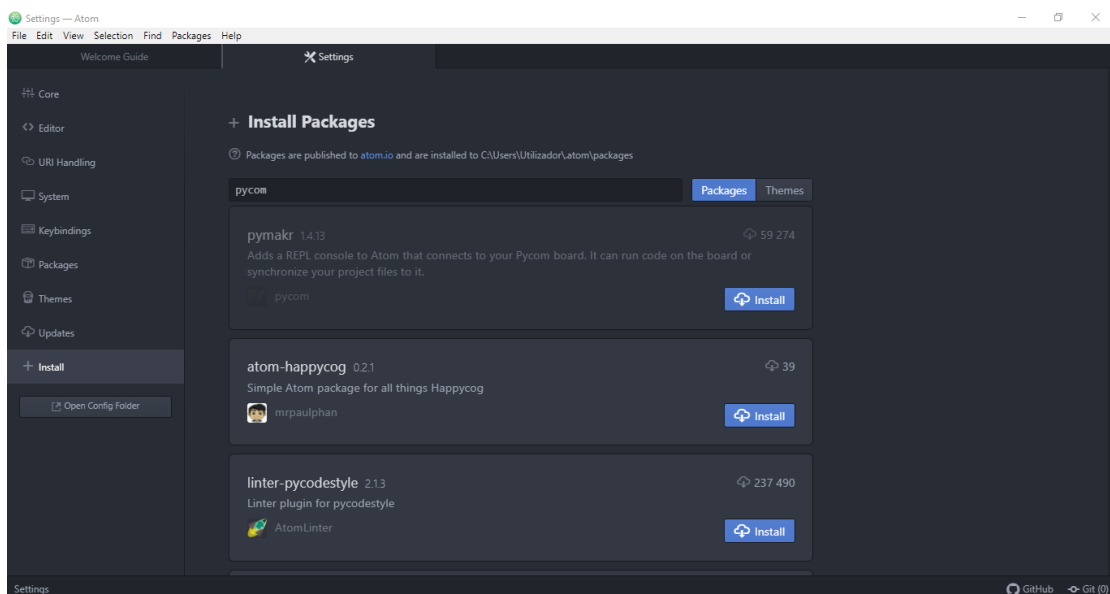 Settings — Atom
File Edit View Selection Find Packages Help
Welcome Guide
Settings
Core
Editor
URI Handling
System
Keybindings
Packages
Themes
Updates
Install
Open Config Folder
Install Packages
Packages are published to atom.io and are installed to C:\Users\Utilizador\.atom\packages
pycom
Packages Themes
pymakr 1.4.13 59 274
Adds a REPL console to Atom that connects to your Pycom board. It can run code on the board or
synchronize your project files to it.
pycom Install
atom-happycog 0.2.1 39
Simple Atom package for all things Happycog
mrpaulphan Install
linter-pycodestyle 2.1.3 237 490
Linter plugin for pycodestyle
AtomLinter Install
Settings GitHub Git (0)